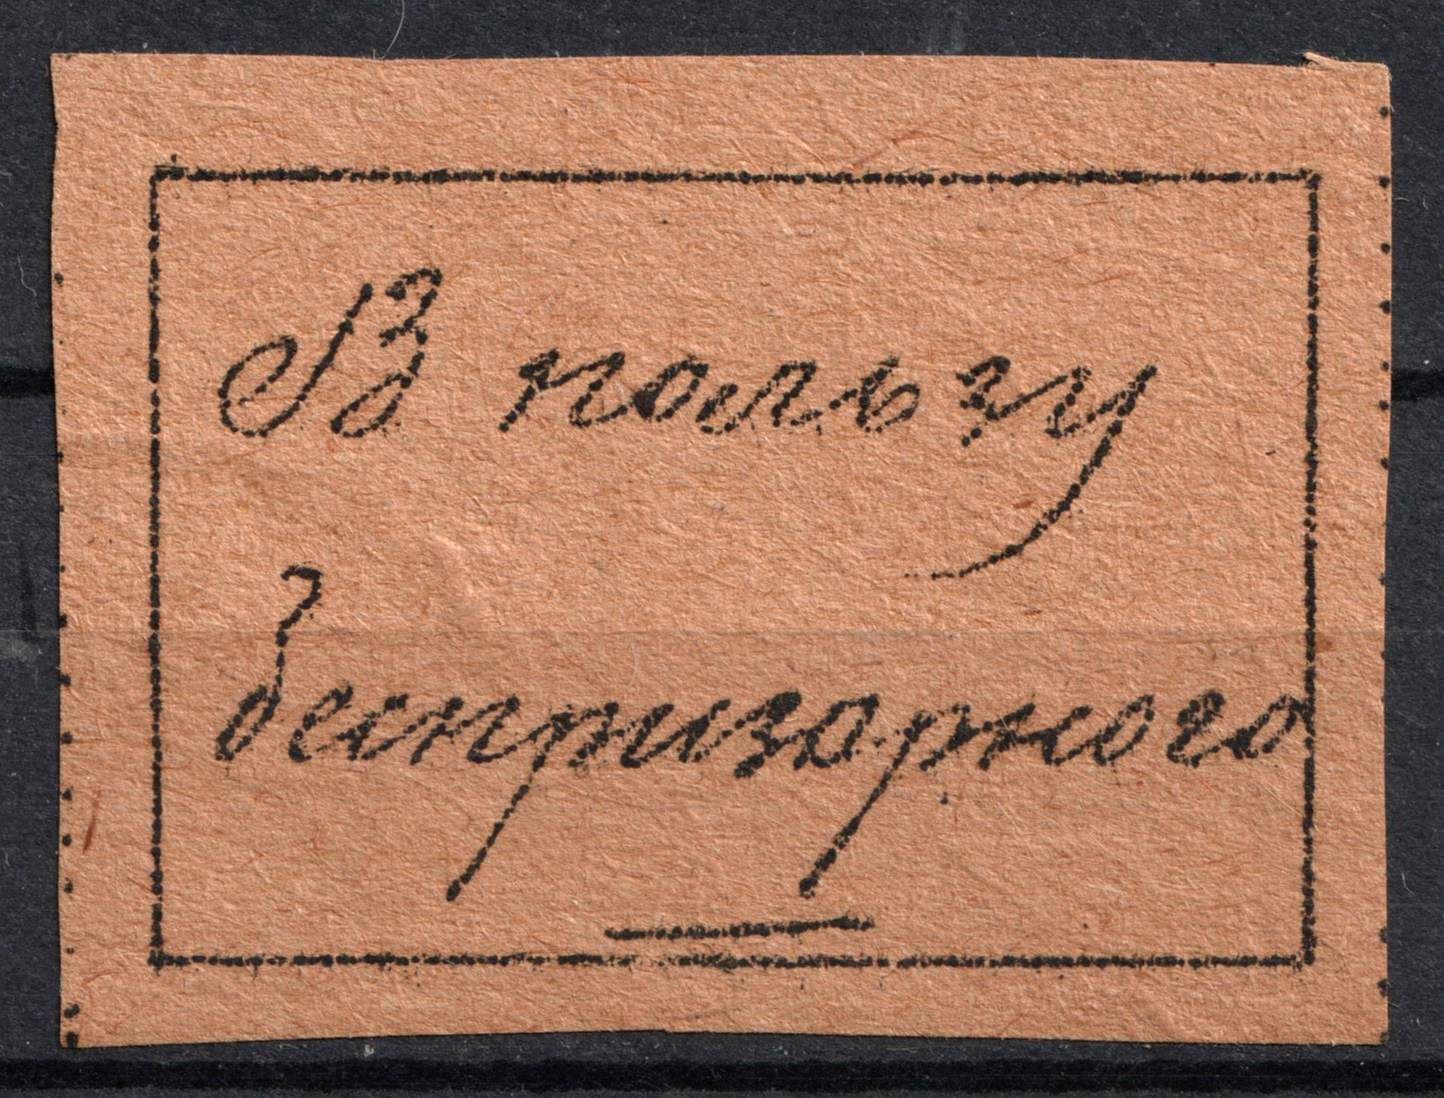 В пользу
беспризорного